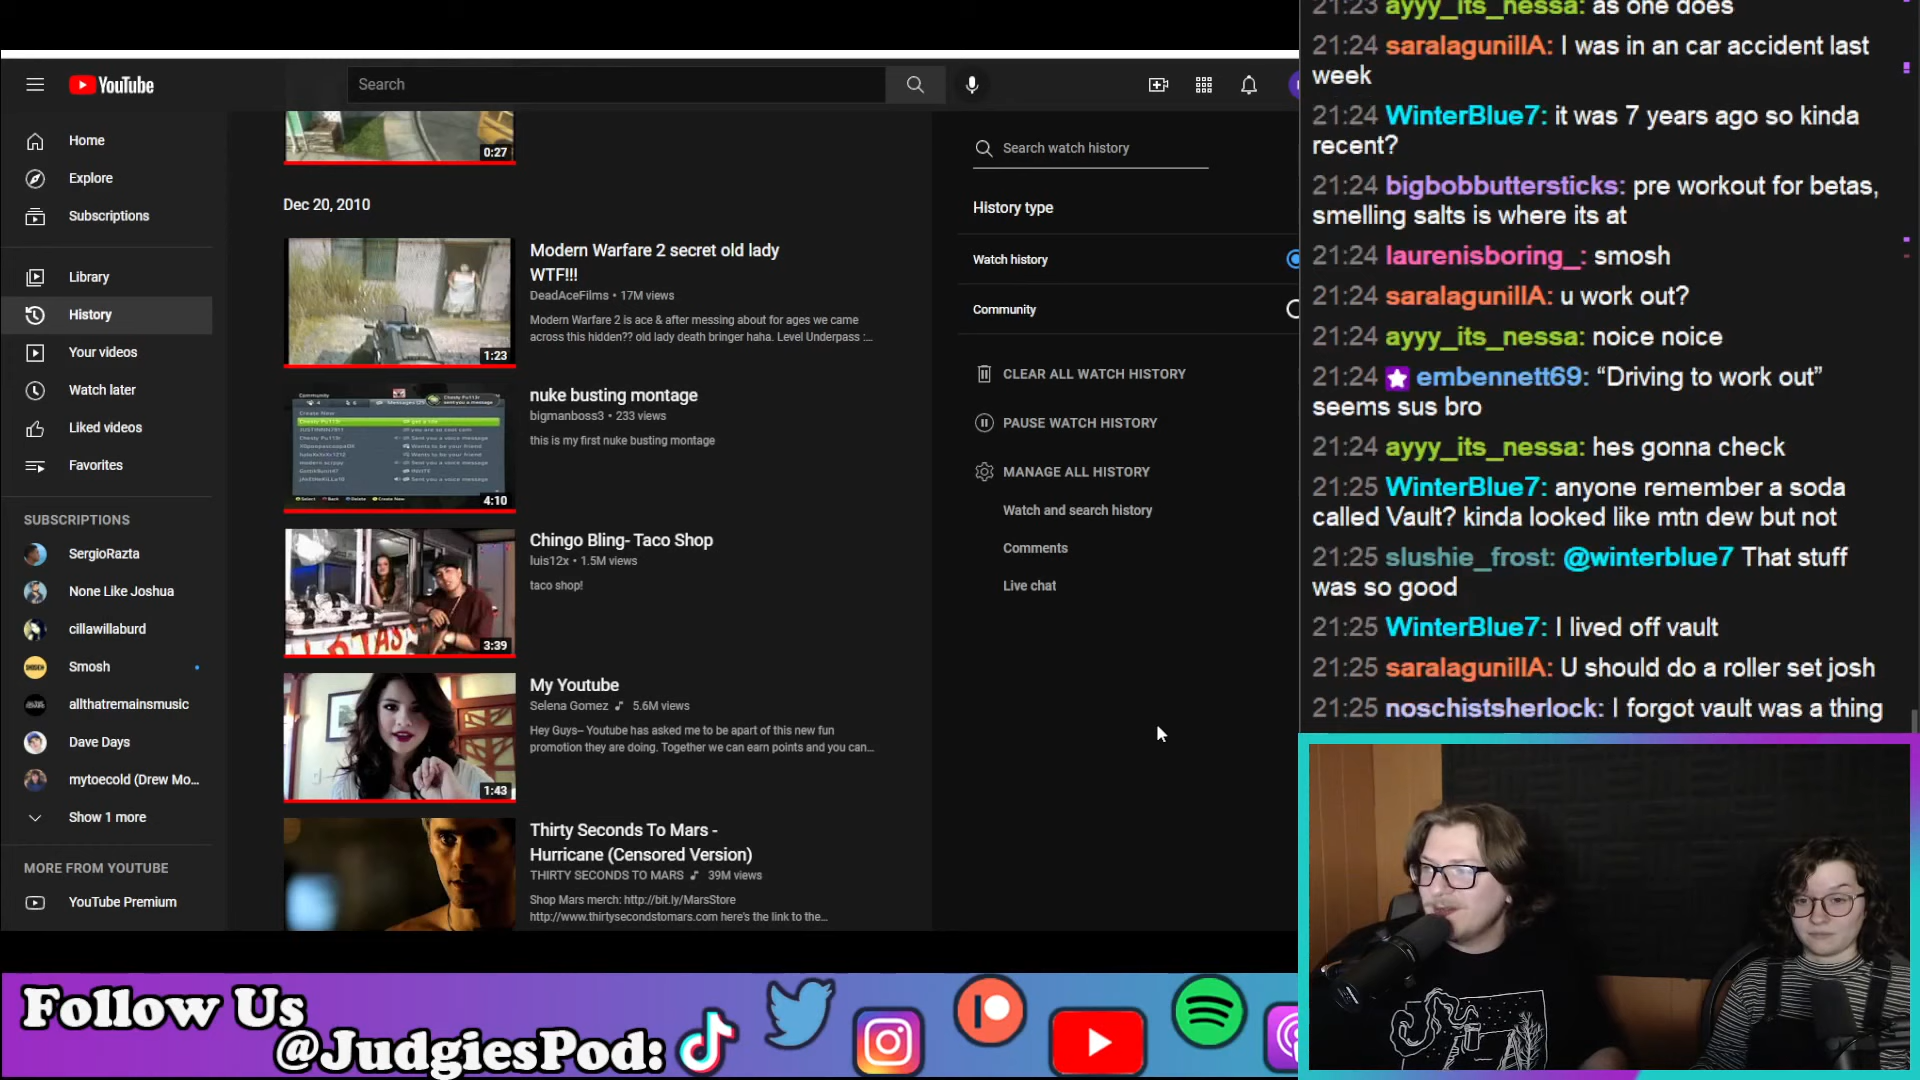 YouTube
Search
Home
Explore
Subscriptions
Library
History
Your videos
Watch later
Liked videos
Favorites
SUBSCRIPTIONS
SergioRazta
None Like Joshua
cillawillaburd
Smosh
allthatremainsmusic
Dave Days
mytoecold (Drew Mo...
Show 1 more
MORE FROM YOUTUBE
YouTube Premium
0:27
Dec 20, 2010
1:23
Modern Warfare 2 secret old lady
WTF!!!
DeadAceFilms • 17M views
Modern Warfare 2 is ace & after messing about for ages we came
across this hidden?? old lady death bringer haha. Level Underpass :...
4:10
nuke busting montage
bigmanboss3 • 233 views
this is my first nuke busting montage
3:39
Chingo Bling- Taco Shop
luis12x • 1.5M views
taco shop!
1:43
My Youtube
Selena Gomez 5.6M views
Hey Guys-- Youtube has asked me to be apart of this new fun
promotion they are doing. Together we can earn points and you can...
Thirty Seconds To Mars -
Hurricane (Censored Version)
THIRTY SECONDS TO MARS 39M views
Shop Mars merch: http://bit.ly/MarsStore
http://www.thirtysecondstomars.com here's the link to the...
Search watch history
History type
Watch history
Community
CLEAR ALL WATCH HISTORY
PAUSE WATCH HISTORY
MANAGE ALL HISTORY
Watch and search history
Comments
Live chat
21:23 ayyy_its_nessa: as one does
21:24 saralagunillA: I was in an car accident last
week
21:24 WinterBlue7: it was 7 years ago so kinda
recent?
21:24 bigbobbuttersticks: pre workout for betas,
smelling salts is where its at
21:24 laurenisboring_: smosh
21:24 saralagunillA: u work out?
21:24 ayyy_its_nessa: noice noice
21:24 embennett69: “Driving to work out”
seems sus bro
21:24 ayyy_its_nessa: hes gonna check
21:25 WinterBlue7: anyone remember a soda
called Vault? kinda looked like mtn dew but not
21:25 slushie_frost: @winterblue7 That stuff
was so good
21:25 WinterBlue7: I lived off vault
21:25 saralagunillA: U should do a roller set josh
21:25 noschistsherlock: I forgot vault was a thing
Follow Us
@JudgiesPod: